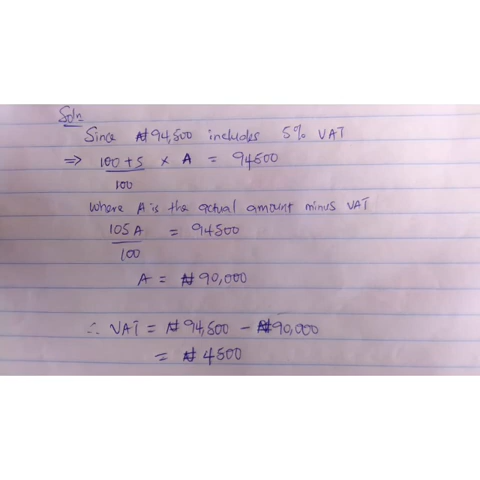 Soln
Since ₦94,500 includes 5% VAT
⇒ 100 + 5 × A = 94500
100
Where A is the actual amount minus VAT
105 A = 94500
100
A = ₦90,000
∴ VAT = ₦94,500 - ₦90,000
= ₦4500